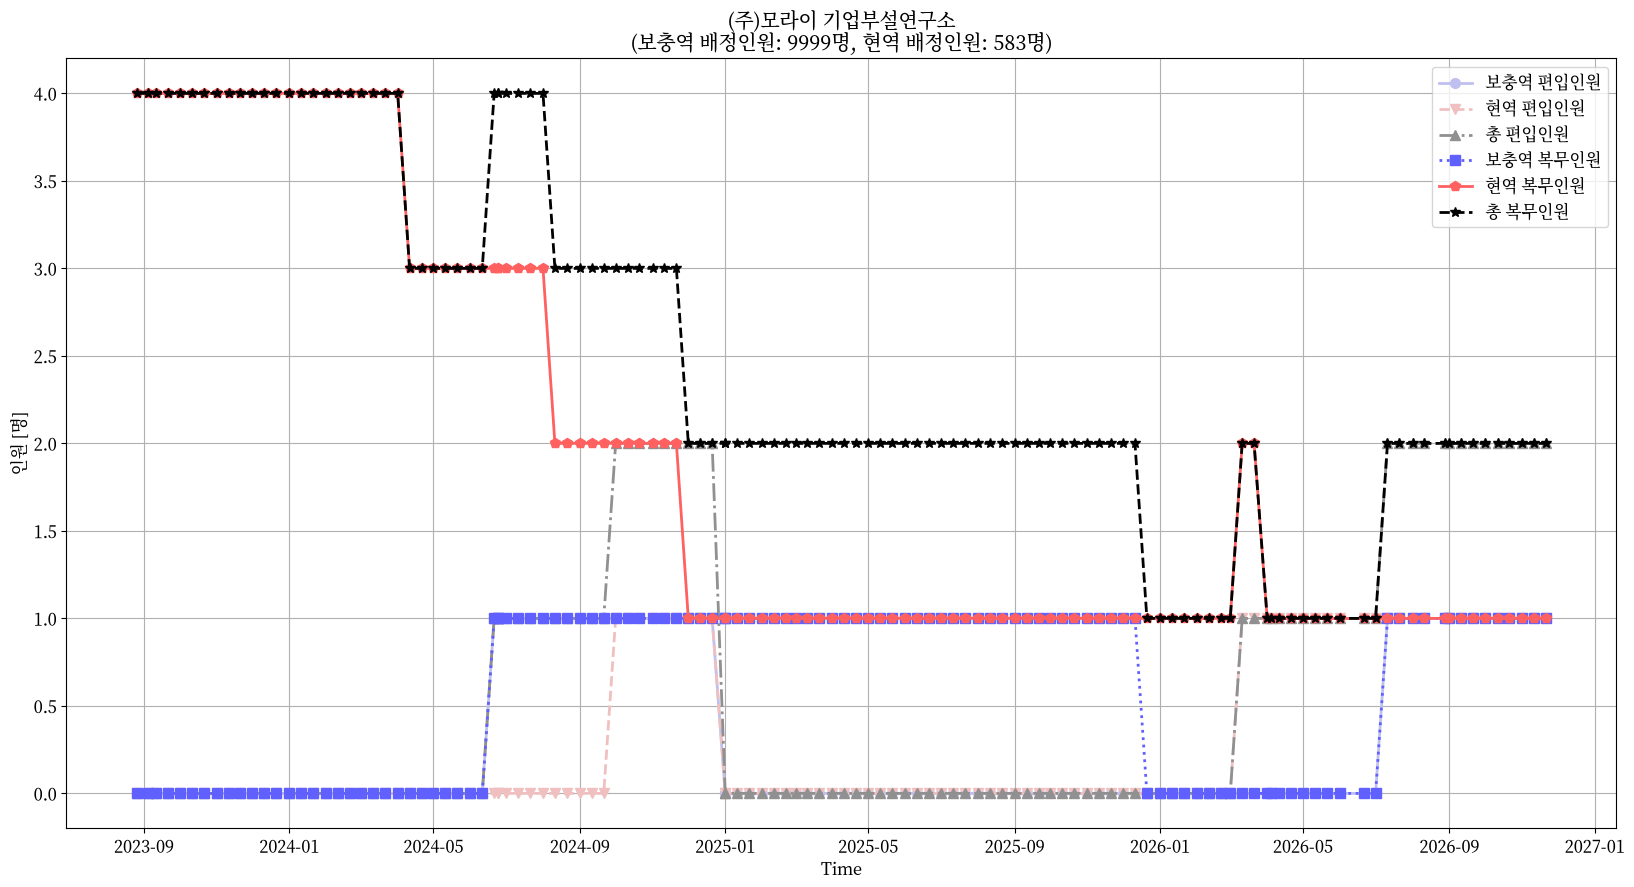 (주)모라이 기업부설연구소
(보충역 배정인원: 9999명, 현역 배정인원: 583명)
보충역 편입인원
현역 편입인원
총 편입인원
보충역 복무인원
현역 복무인원
총 복무인원
인원 [명]
4.0
3.5
3.0
2.5
2.0
1.5
1.0
0.5
0.0
2023-09
2024-01
2024-05
2024-09
2025-01
2025-05
2025-09
2026-01
2026-05
2026-09
2027-01
Time